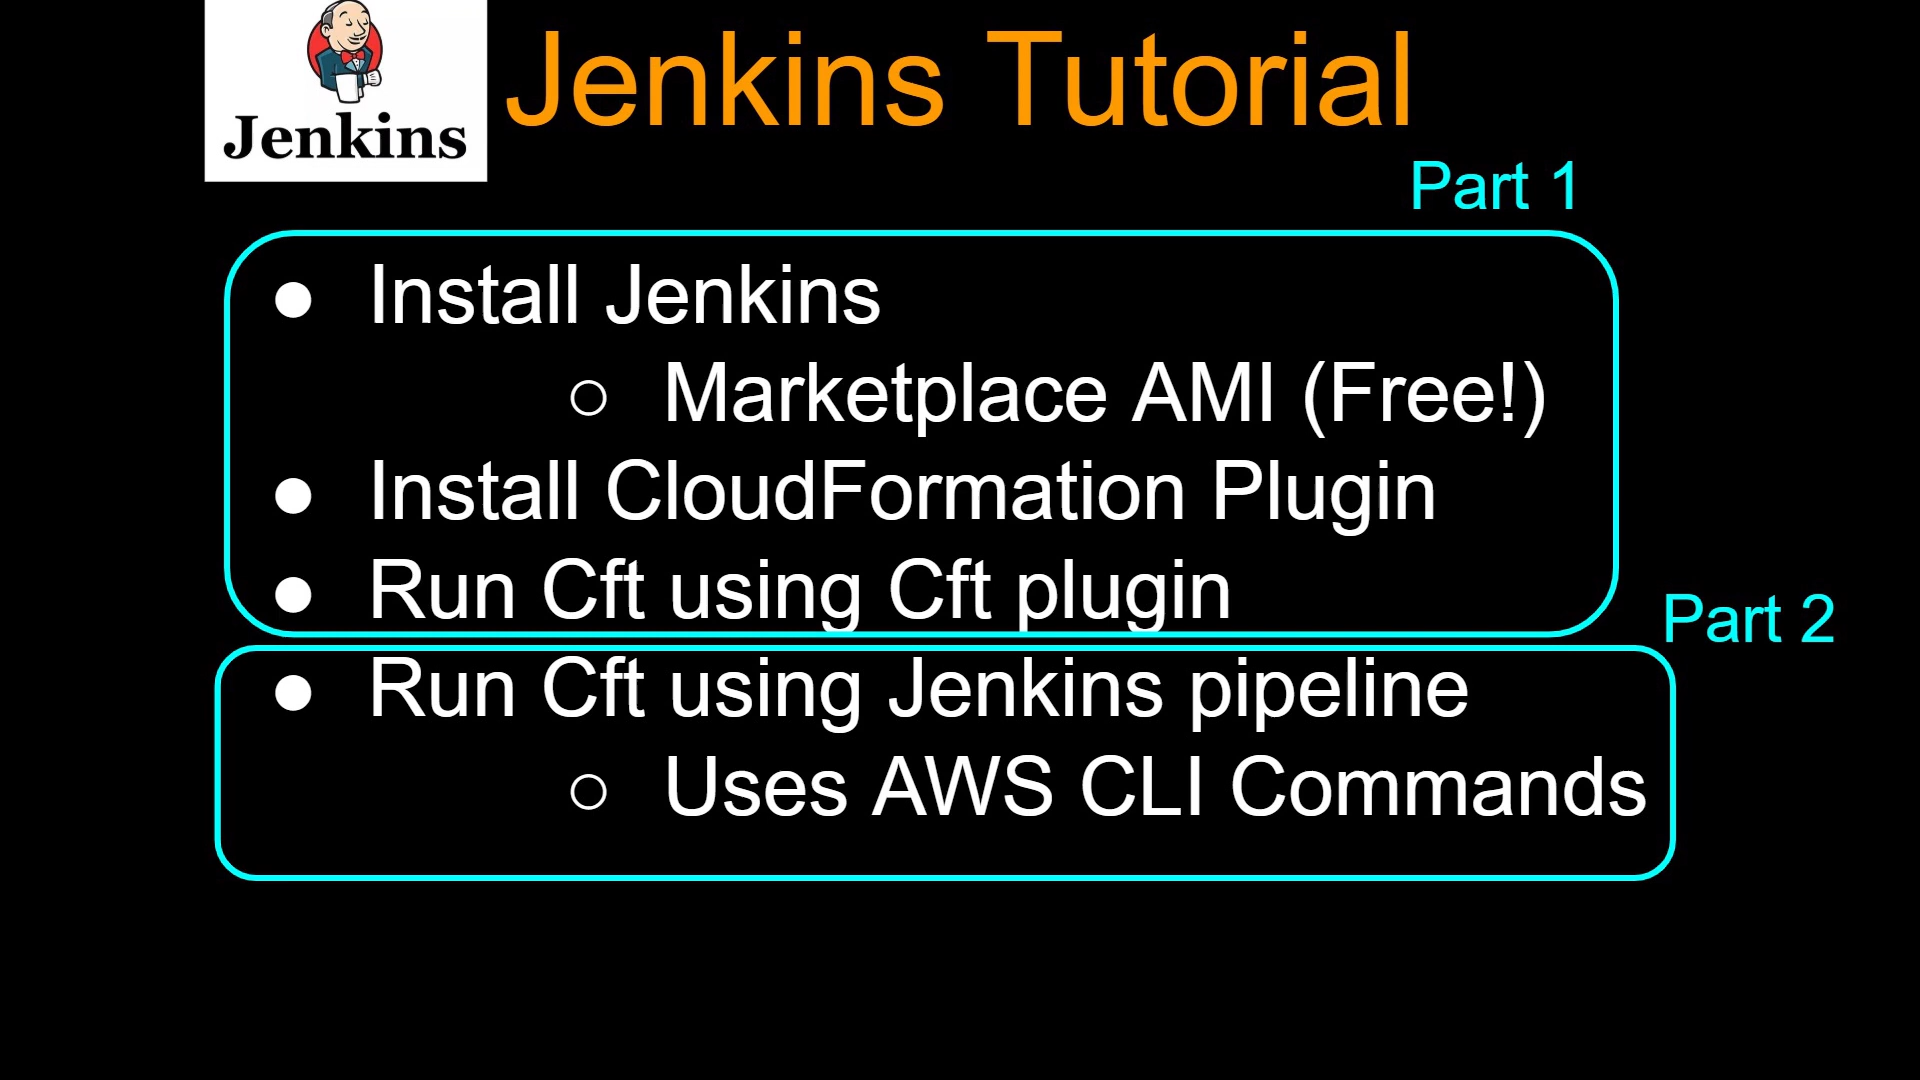 Jenkins
Jenkins Tutorial
Part 1
● Install Jenkins
○ Marketplace AMI (Free!)
● Install CloudFormation Plugin
● Run Cft using Cft plugin
Part 2
● Run Cft using Jenkins pipeline
○ Uses AWS CLI Commands